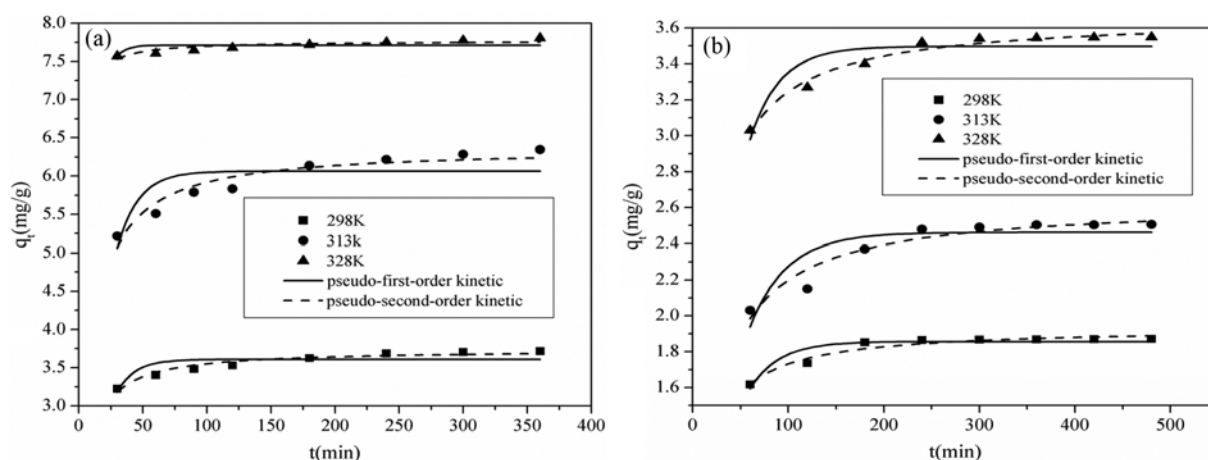 (a)
8.0
7.5
7.0
6.5
6.0
5.5
5.0
4.5
4.0
3.5
3.0
qt(mg/g)
298K
313k
328K
pseudo-first-order kinetic
pseudo-second-order kinetic
0 50 100 150 200 250 300 350 400
t(min)
(b)
3.6
3.4
3.2
3.0
2.8
2.6
2.4
2.2
2.0
1.8
1.6
qt(mg/g)
298K
313K
328K
pseudo-first-order kinetic
pseudo-second-order kinetic
0 100 200 300 400 500
t(min)